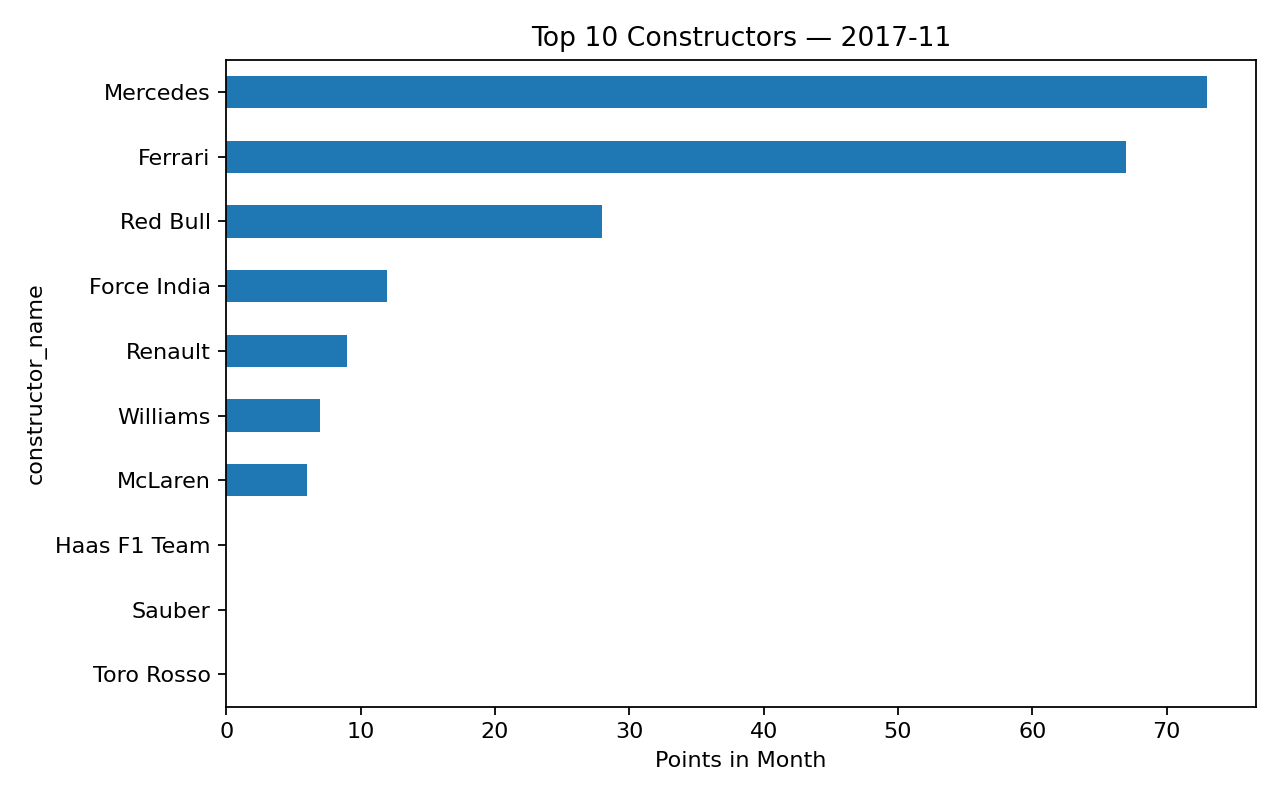 Top 10 Constructors — 2017-11
constructor_name
Mercedes
Ferrari
Red Bull
Force India
Renault
Williams
McLaren
Haas F1 Team
Sauber
Toro Rosso
0 10 20 30 40 50 60 70
Points in Month